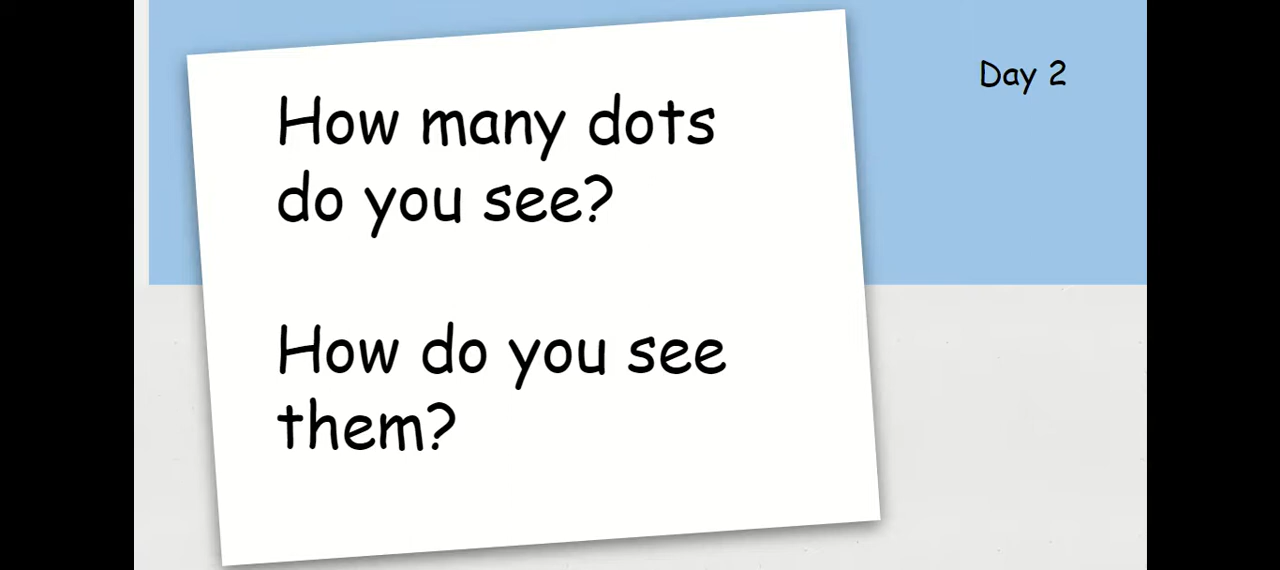 Day 2
How many dots
do you see?
How do you see
them?